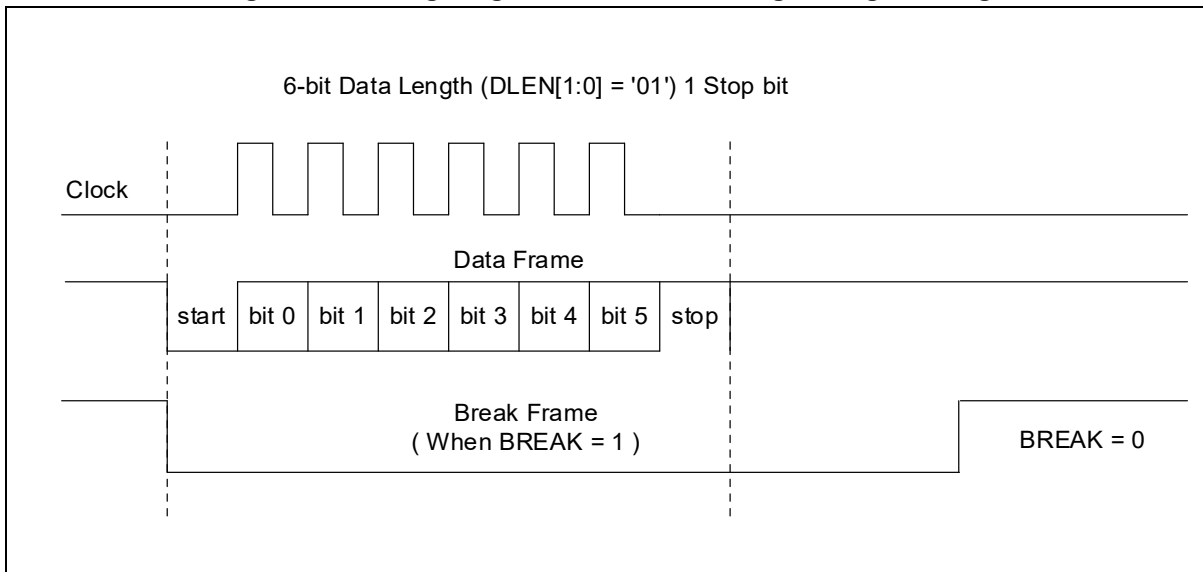 6-bit Data Length (DLEN[1:0] = '01') 1 Stop bit
Clock
Data Frame
start bit 0 bit 1 bit 2 bit 3 bit 4 bit 5 stop
Break Frame
( When BREAK = 1 )
BREAK = 0